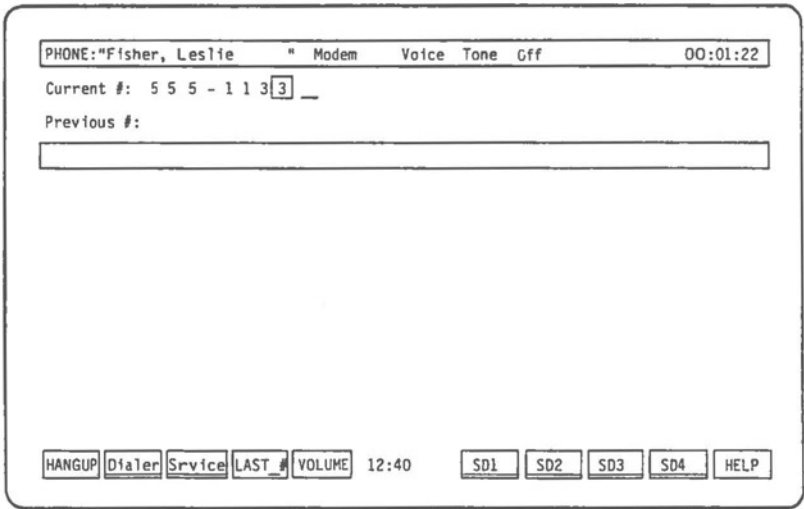 PHONE:"Fisher, Leslie " Modem Voice Tone Off 00:01:22
Current #: 5 5 5 - 1 1 3 3 _
Previous #:
HANGUP Dialer Srvice LAST_# VOLUME 12:40 SD1 SD2 SD3 SD4 HELP